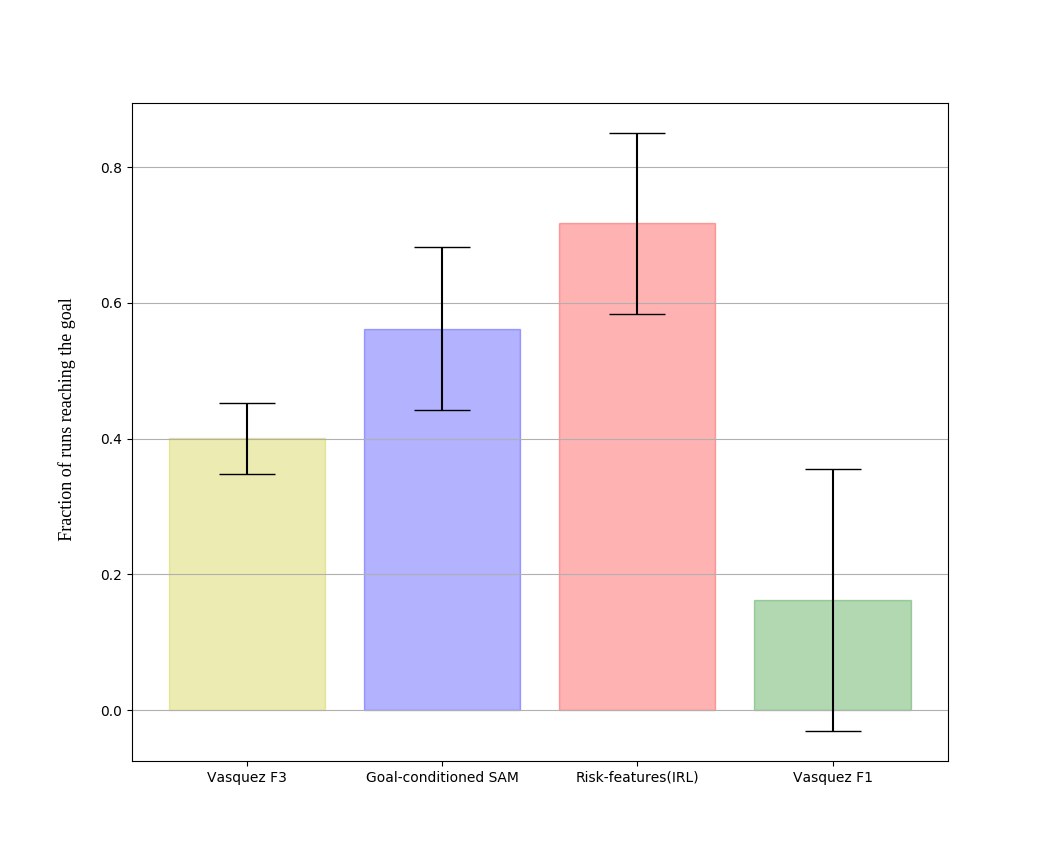 Fraction of runs reaching the goal
0.8
0.6
0.4
0.2
0.0
Vasquez F3
Goal-conditioned SAM
Risk-features(IRL)
Vasquez F1